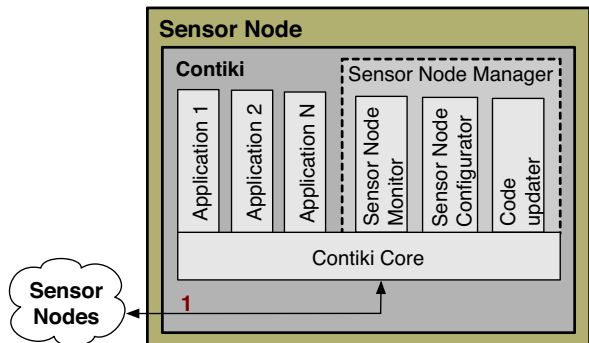 Sensor Node
Contiki
Sensor Node Manager
Application 1
Application 2
Application N
Sensor Node
Monitor
Sensor Node
Configurator
Code
updater
Contiki Core
Sensor
Nodes
1